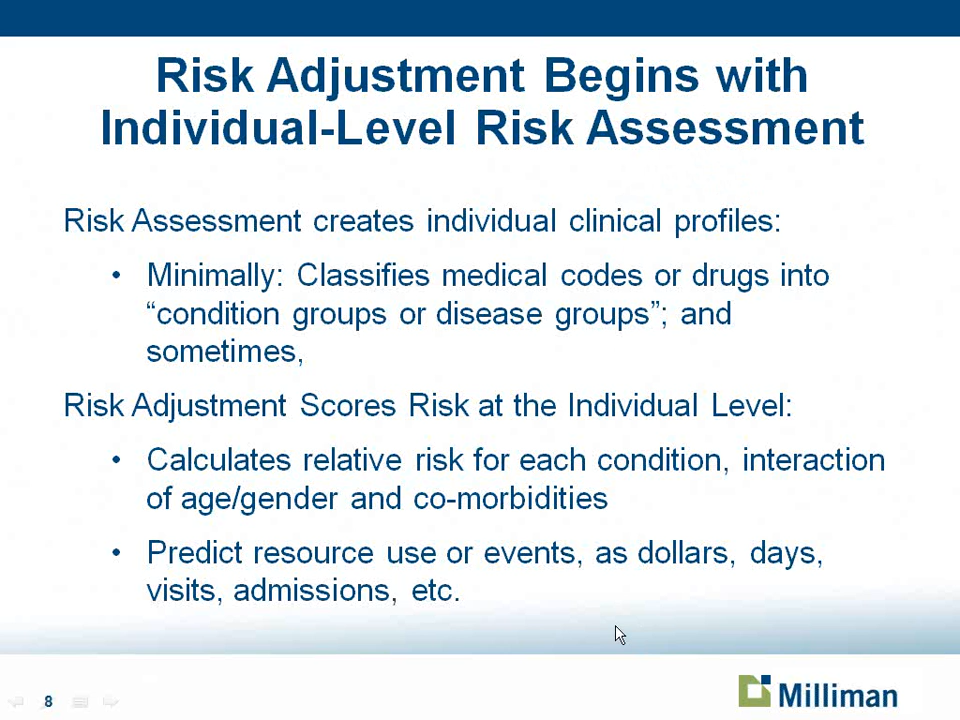 Risk Adjustment Begins with
Individual-Level Risk Assessment
Risk Assessment creates individual clinical profiles:
• Minimally: Classifies medical codes or drugs into
“condition groups or disease groups”; and
sometimes,
Risk Adjustment Scores Risk at the Individual Level:
• Calculates relative risk for each condition, interaction
of age/gender and co-morbidities
• Predict resource use or events, as dollars, days,
visits, admissions, etc.
8
Milliman